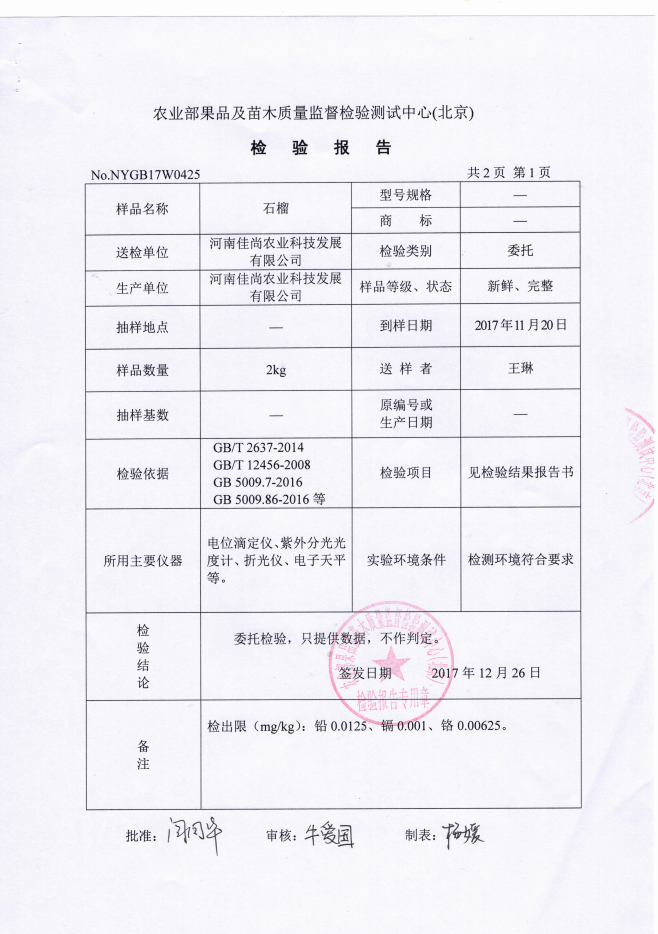 农业部果品及苗木质量监督检验测试中心(北京)
检 验 报 告
No.NYGB17W0425 共2页 第1页
样品名称 石榴 型号规格 —
商 标 —
送检单位 河南佳尚农业科技发展
有限公司 检验类别 委托
生产单位 河南佳尚农业科技发展
有限公司 样品等级、状态 新鲜、完整
抽样地点 — 到样日期 2017年11月20日
样品数量 2kg 送 样 者 王琳
抽样基数 — 原编号或
生产日期 —
检验依据 GB/T 2637-2014
GB/T 12456-2008
GB 5009.7-2016
GB 5009.86-2016 等
检验项目 见检验结果报告书
所用主要仪器 电位滴定仪、紫外分光光
度计、折光仪、电子天平
等。
实验环境条件 检测环境符合要求
检
验
结
论
委托检验，只提供数据，不作判定。
签发日期 2017 年 12 月 26 日
检验报告专用章
备
注
检出限（mg/kg）：铅 0.0125、镉 0.001、铬 0.00625。
批准： 审核：牛爱国 制表：杨媛